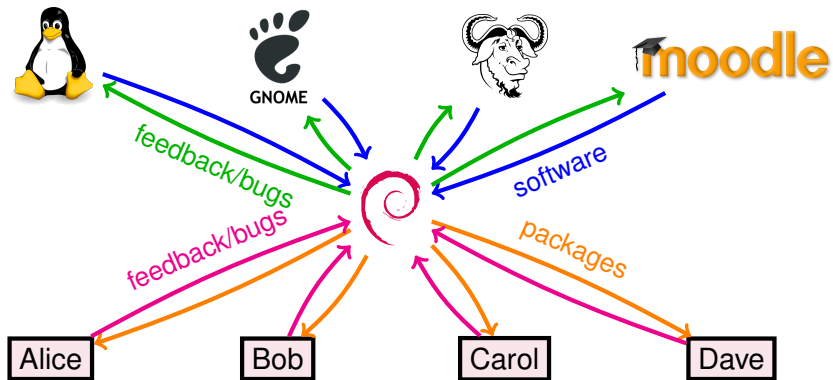 GNOME
moodle
feedback/bugs
software
feedback/bugs
packages
Alice
Bob
Carol
Dave